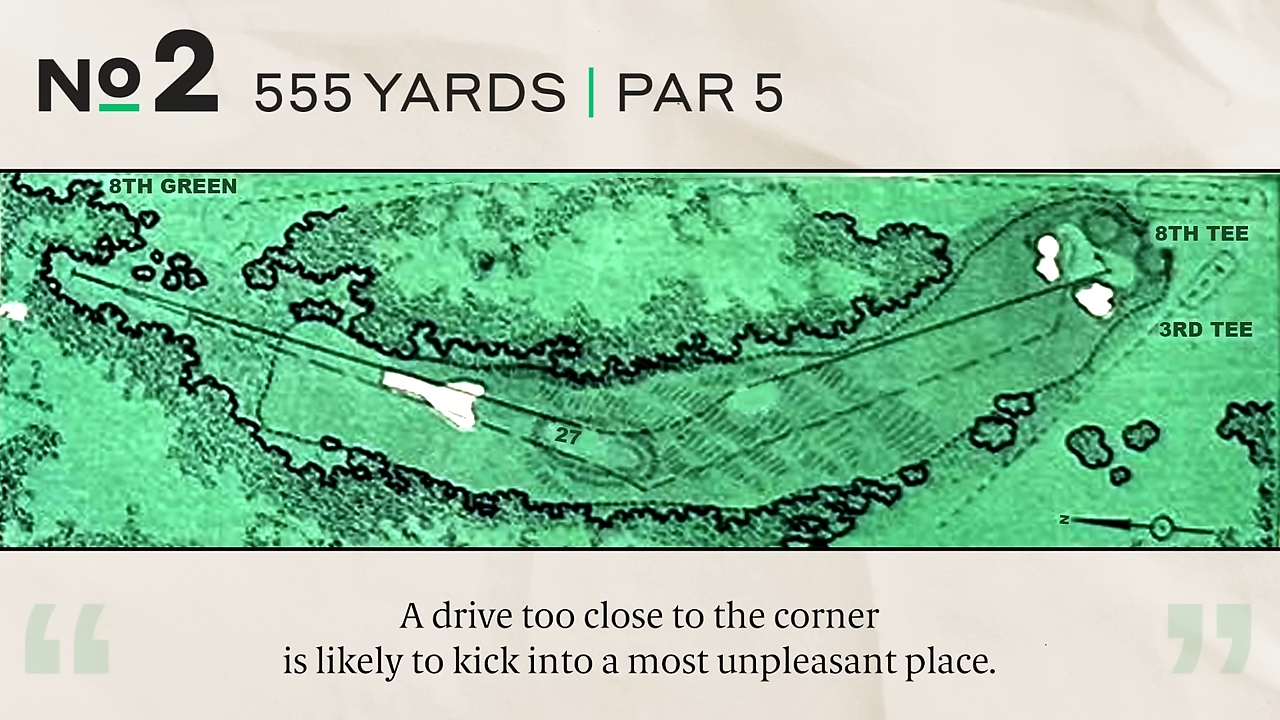 Nº2 555 YARDS | PAR 5
8TH GREEN
8TH TEE
3RD TEE
27
N
“ A drive too close to the corner
is likely to kick into a most unpleasant place. ”